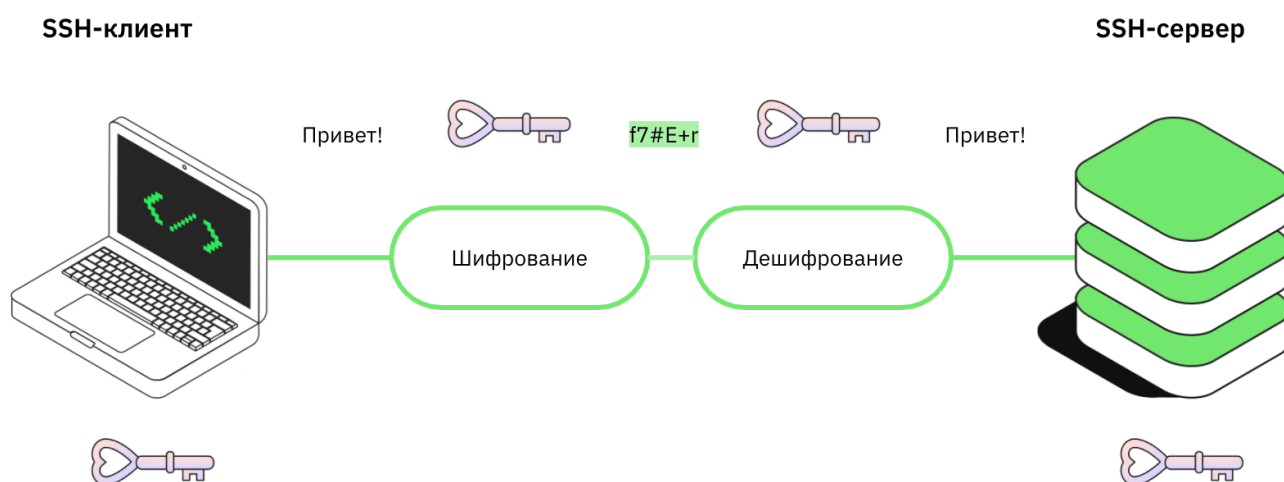 SSH-клиент
SSH-сервер
Привет!
f7#E+r
Привет!
Шифрование
Дешифрование